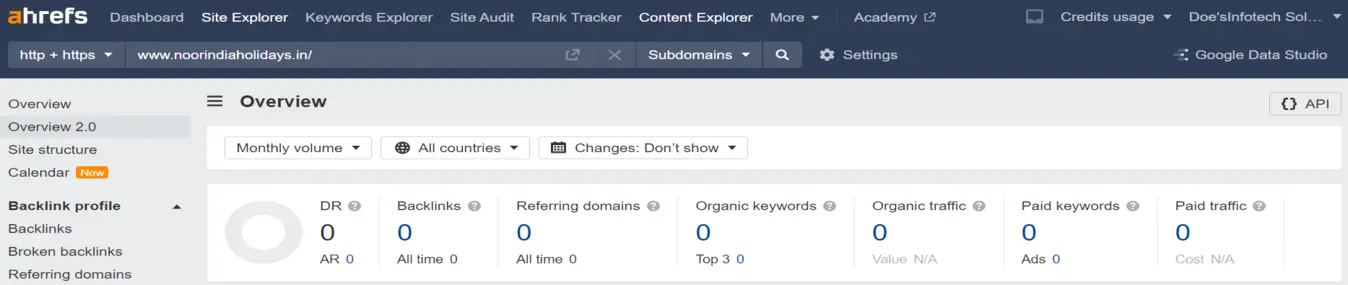 ahrefs Dashboard Site Explorer Keywords Explorer Site Audit Rank Tracker Content Explorer More Academy Credits usage Doe'sInfotech Sol...
http + https www.noorindiaholidays.in/ Subdomains Settings Google Data Studio
Overview
Overview 2.0
Site structure
Calendar New
Backlink profile
Backlinks
Broken backlinks
Referring domains
Overview
{} API
Monthly volume All countries Changes: Don't show
DR ? Backlinks ? Referring domains ? Organic keywords ? Organic traffic ? Paid keywords ? Paid traffic ?
0 0 0 0 0 0 0
AR 0 All time 0 All time 0 Top 3 0 Value N/A Ads 0 Cost N/A